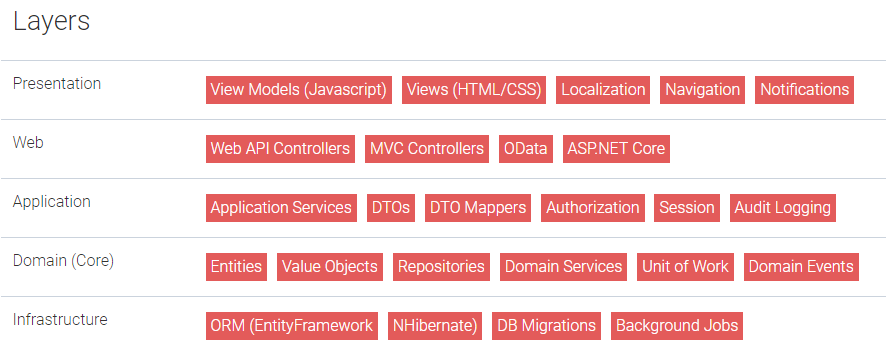 Layers
Presentation View Models (Javascript) Views (HTML/CSS) Localization Navigation Notifications
Web Web API Controllers MVC Controllers OData ASP.NET Core
Application Application Services DTOs DTO Mappers Authorization Session Audit Logging
Domain (Core) Entities Value Objects Repositories Domain Services Unit of Work Domain Events
Infrastructure ORM (EntityFramework NHibernate) DB Migrations Background Jobs